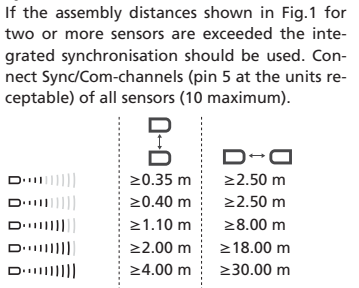 If the assembly distances shown in Fig.1 for
two or more sensors are exceeded the inte-
grated synchronisation should be used. Con-
nect Sync/Com-channels (pin 5 at the units re-
ceptable) of all sensors (10 maximum).
≥0.35 m ≥2.50 m
≥0.40 m ≥2.50 m
≥1.10 m ≥8.00 m
≥2.00 m ≥18.00 m
≥4.00 m ≥30.00 m